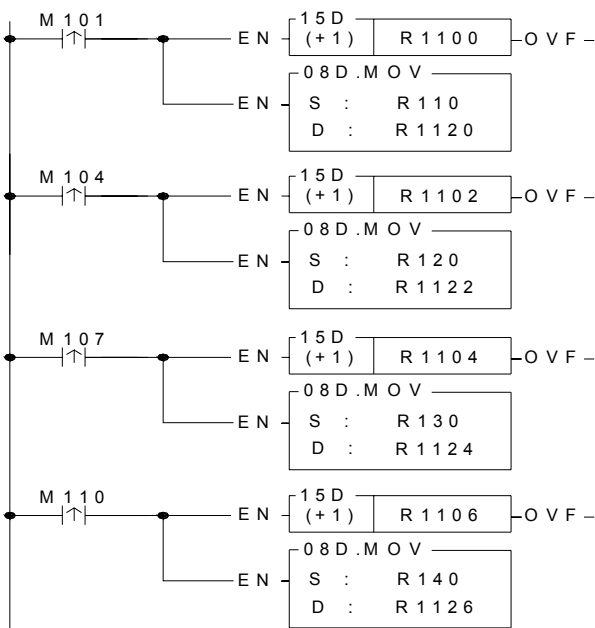 M101
15D
EN (+1) R1100 OVF
08D.MOV
EN S : R110
D : R1120
M104
15D
EN (+1) R1102 OVF
08D.MOV
EN S : R120
D : R1122
M107
15D
EN (+1) R1104 OVF
08D.MOV
EN S : R130
D : R1124
M110
15D
EN (+1) R1106 OVF
08D.MOV
EN S : R140
D : R1126